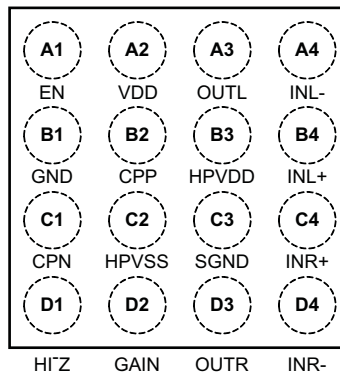 A1 A2 A3 A4
EN VDD OUTL INL-
B1 B2 B3 B4
GND CPP HPVDD INL+
C1 C2 C3 C4
CPN HPVSS SGND INR+
D1 D2 D3 D4
HI-Z GAIN OUTR INR-